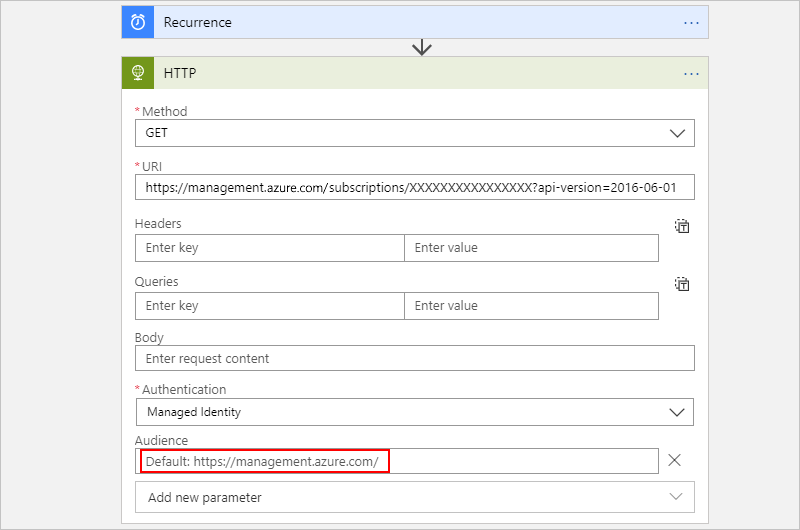 Recurrence
HTTP
* Method
GET
* URI
https://management.azure.com/subscriptions/XXXXXXXXXXXXXXXX?api-version=2016-06-01
Headers
Enter key Enter value
Queries
Enter key Enter value
Body
Enter request content
* Authentication
Managed Identity
Audience
Default: https://management.azure.com/
Add new parameter